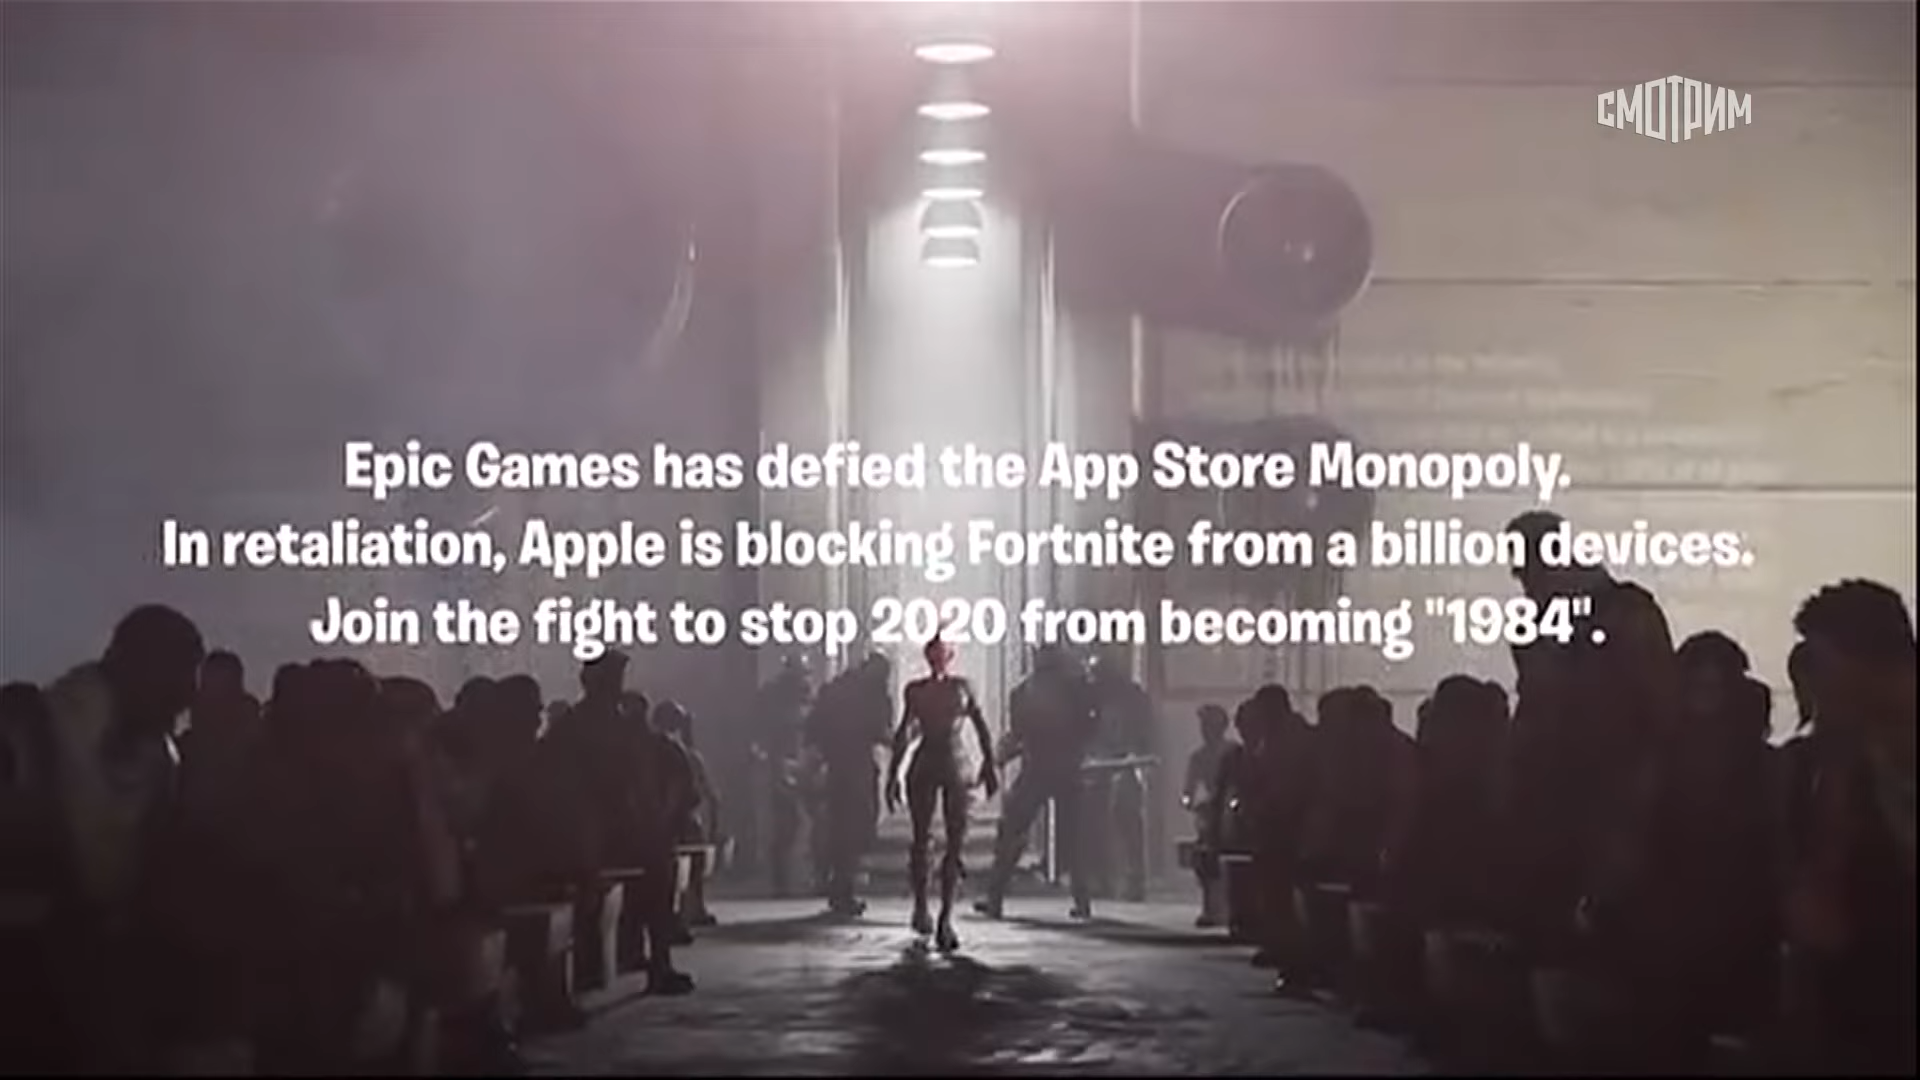 СМОТРИМ
Epic Games has defied the App Store Monopoly.
In retaliation, Apple is blocking Fortnite from a billion devices.
Join the fight to stop 2020 from becoming "1984".